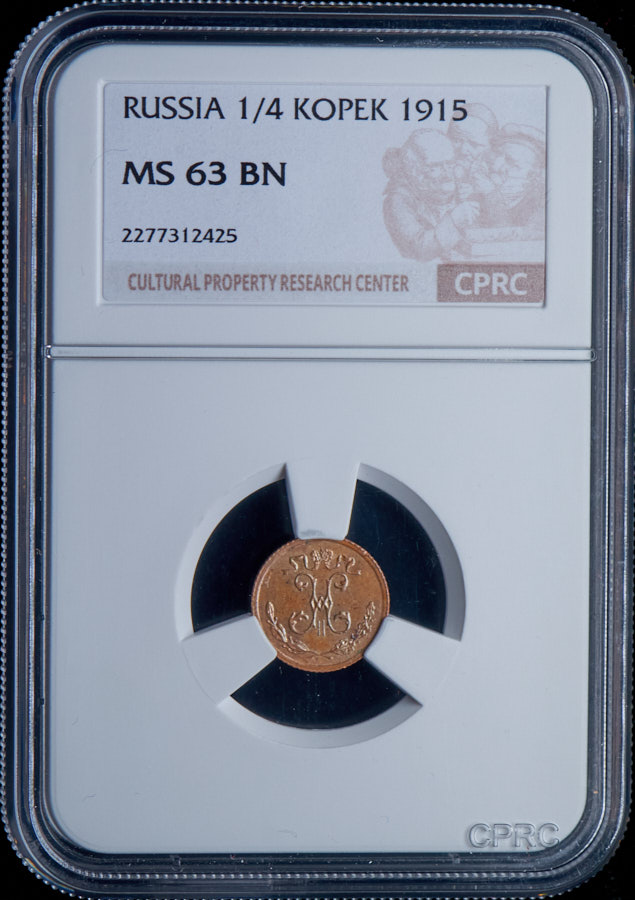 RUSSIA 1/4 KOPEK 1915
MS 63 BN
2277312425
CULTURAL PROPERTY RESEARCH CENTER CPRC
CPRC